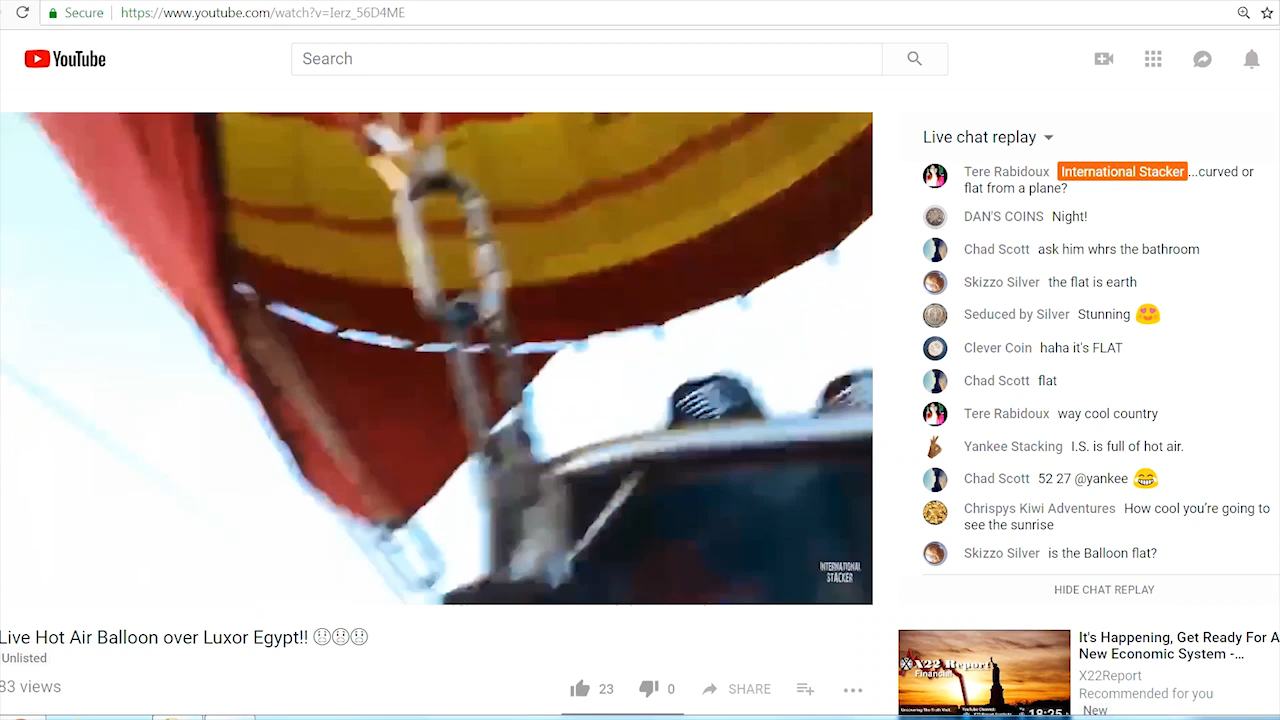 Secure https://www.youtube.com/watch?v=Ierz_56D4ME
YouTube
Search
Live chat replay
Tere Rabidoux International Stacker...curved or
flat from a plane?
DAN'S COINS Night!
Chad Scott ask him whrs the bathroom
Skizzo Silver the flat is earth
Seduced by Silver Stunning 😍
Clever Coin haha it's FLAT
Chad Scott flat
Tere Rabidoux way cool country
Yankee Stacking I.S. is full of hot air.
Chad Scott 52 27 @yankee 😂
Chrispys Kiwi Adventures How cool you're going to
see the sunrise
Skizzo Silver is the Balloon flat?
HIDE CHAT REPLAY
INTERNATIONAL
STACKER
Live Hot Air Balloon over Luxor Egypt!!
Unlisted
83 views
23 0 SHARE
It's Happening, Get Ready For A
New Economic System -...
X22Report
Recommended for you
New
X22 Report
Financial
18:25